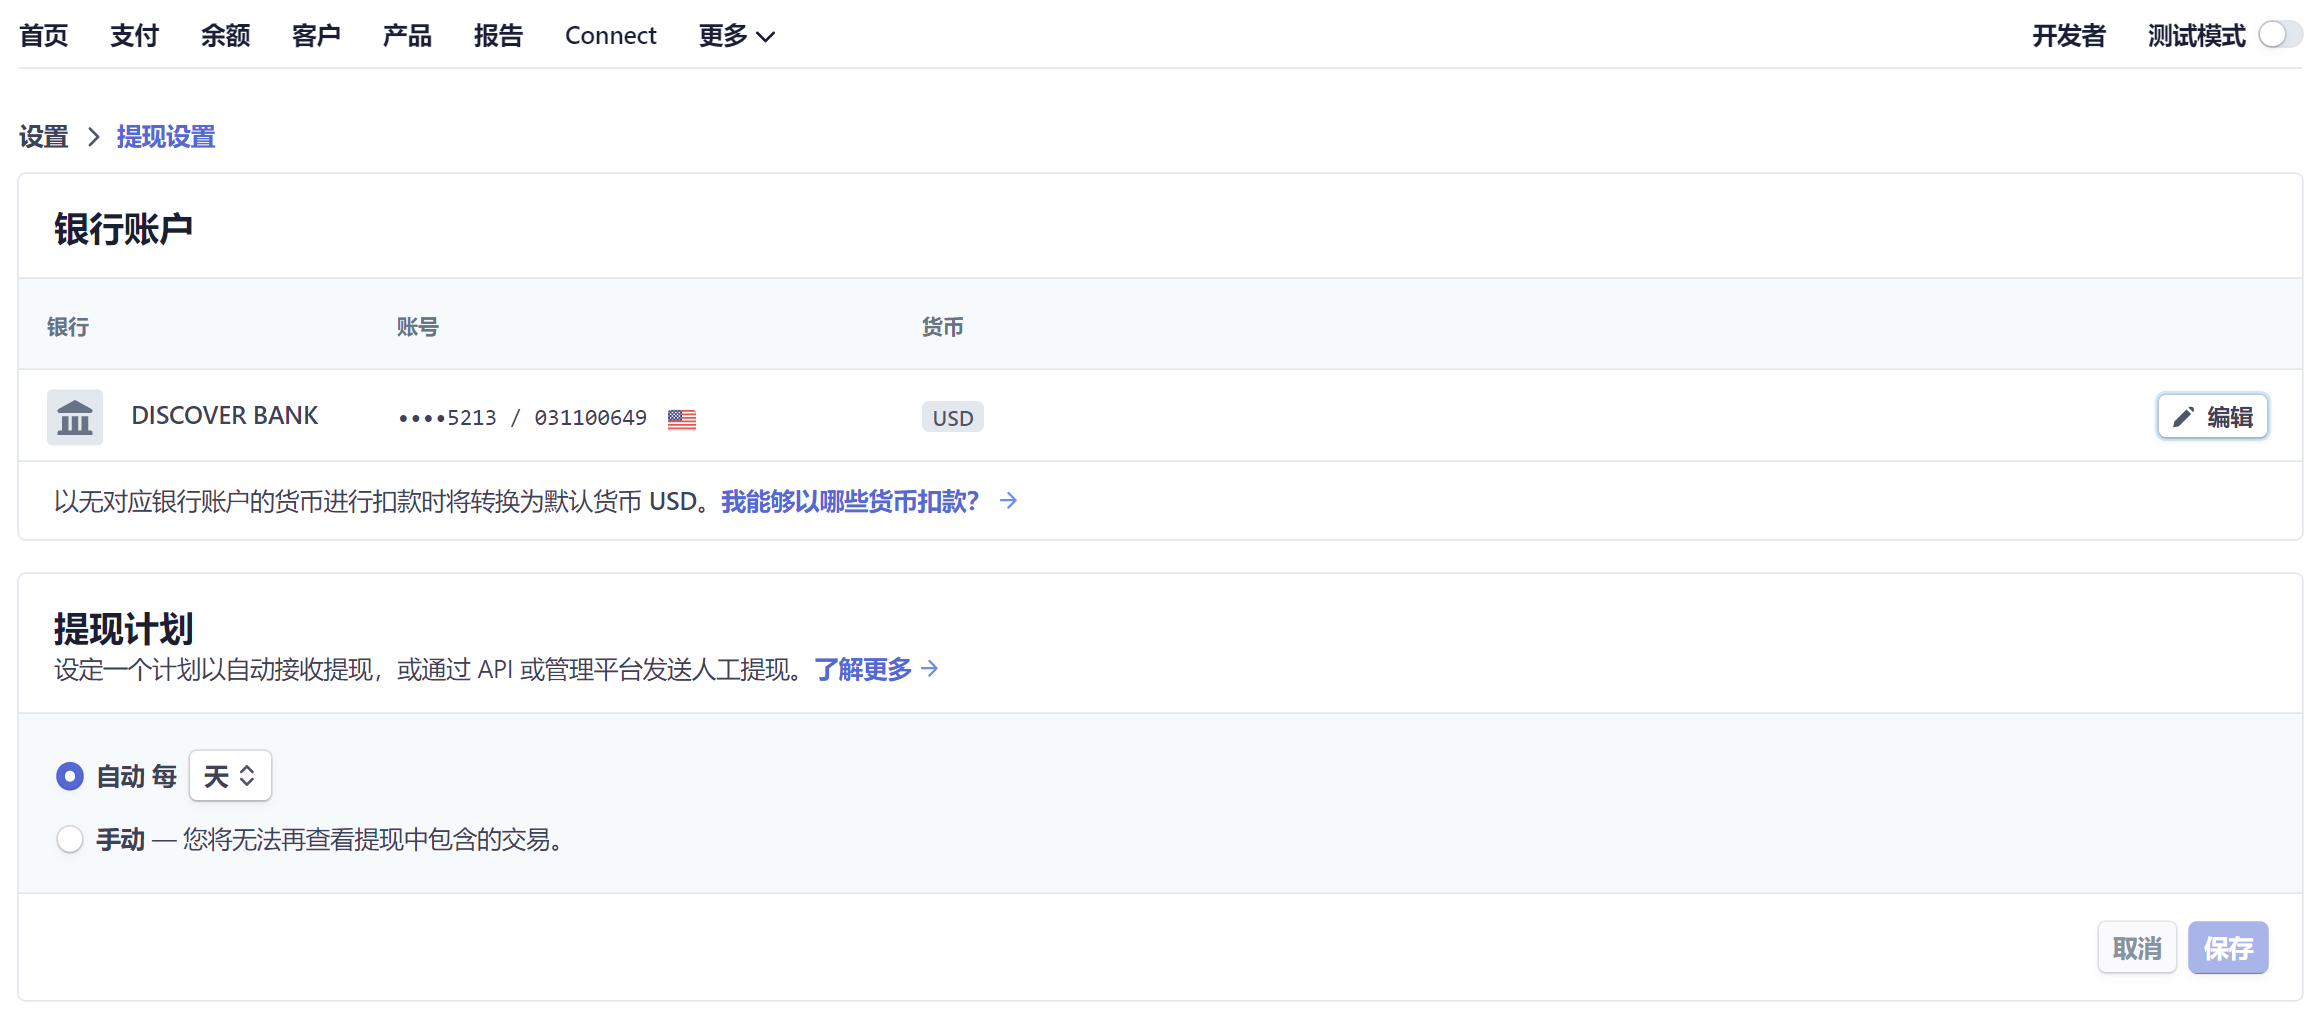 首页 支付 余额 客户 产品 报告 Connect 更多 开发者 测试模式
设置 > 提现设置
银行账户
银行 账号 货币
DISCOVER BANK ••••5213 / 031100649 USD 编辑
以无对应银行账户的货币进行扣款时将转换为默认货币 USD。我能够以哪些货币扣款? →
提现计划
设定一个计划以自动接收提现，或通过 API 或管理平台发送人工提现。了解更多 →
自动 每 天
手动 — 您将无法再查看提现中包含的交易。
取消 保存